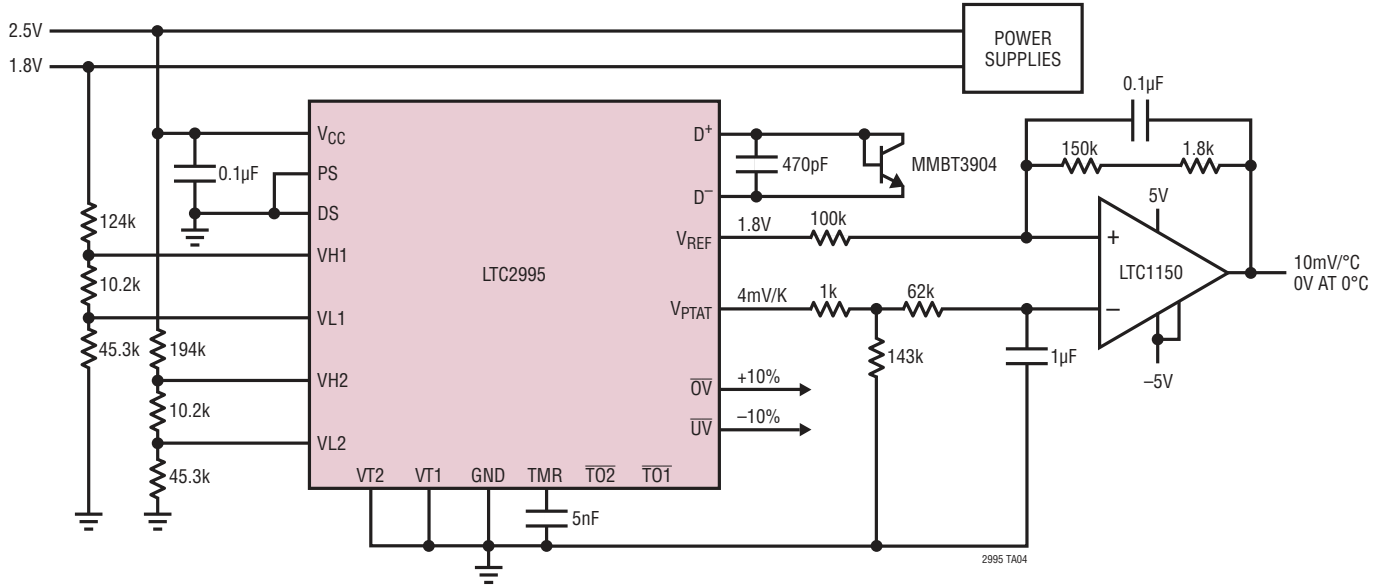 2.5V
1.8V
POWER
SUPPLIES
0.1µF
150k
1.8k
VCC
D+
0.1µF
470pF
MMBT3904
PS
5V
DS
D–
124k
VREF
1.8V
100k
+
VH1
LTC2995
LTC1150
10mV/°C
0V AT 0°C
10.2k
VPTAT
4mV/K
1k
62k
–
VL1
45.3k
194k
143k
1µF
–5V
VH2
OV
+10%
10.2k
UV
–10%
VL2
45.3k
VT2
VT1
GND
TMR
TO2
TO1
5nF
2995 TA04